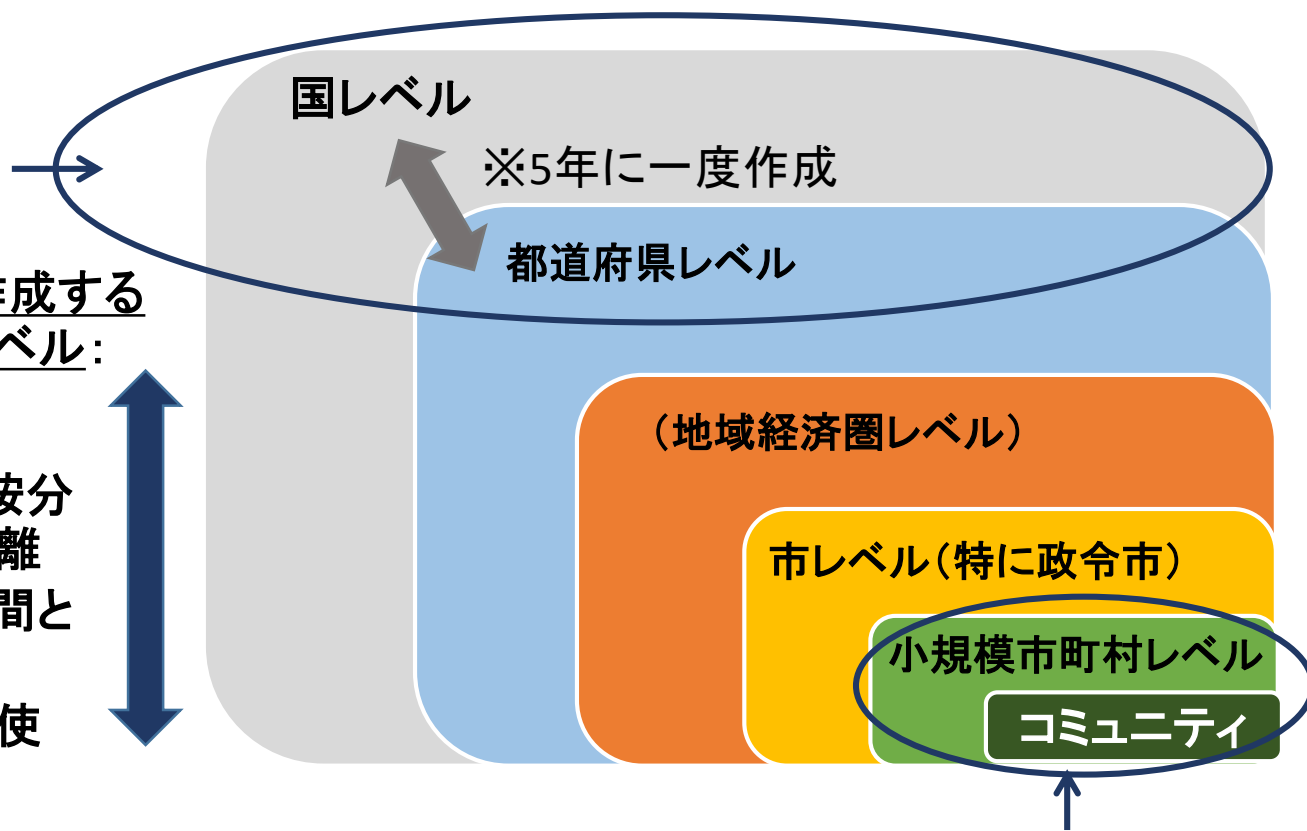 国レベル
※5年に一度作成
都道府県レベル
作成する
ベル：
（地域経済圏レベル）
按分
離
市レベル（特に政令市）
間と
小規模市町村レベル
使
コミュニティ